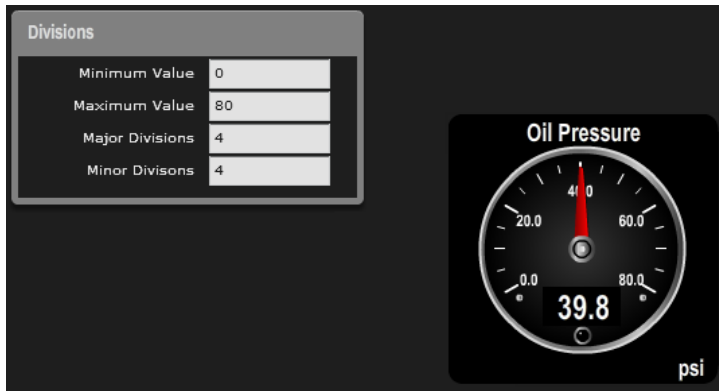 Divisions
Minimum Value 0
Maximum Value 80
Major Divisions 4
Minor Divisons 4
Oil Pressure
40.0
20.0 60.0
0.0 80.0
39.8
psi